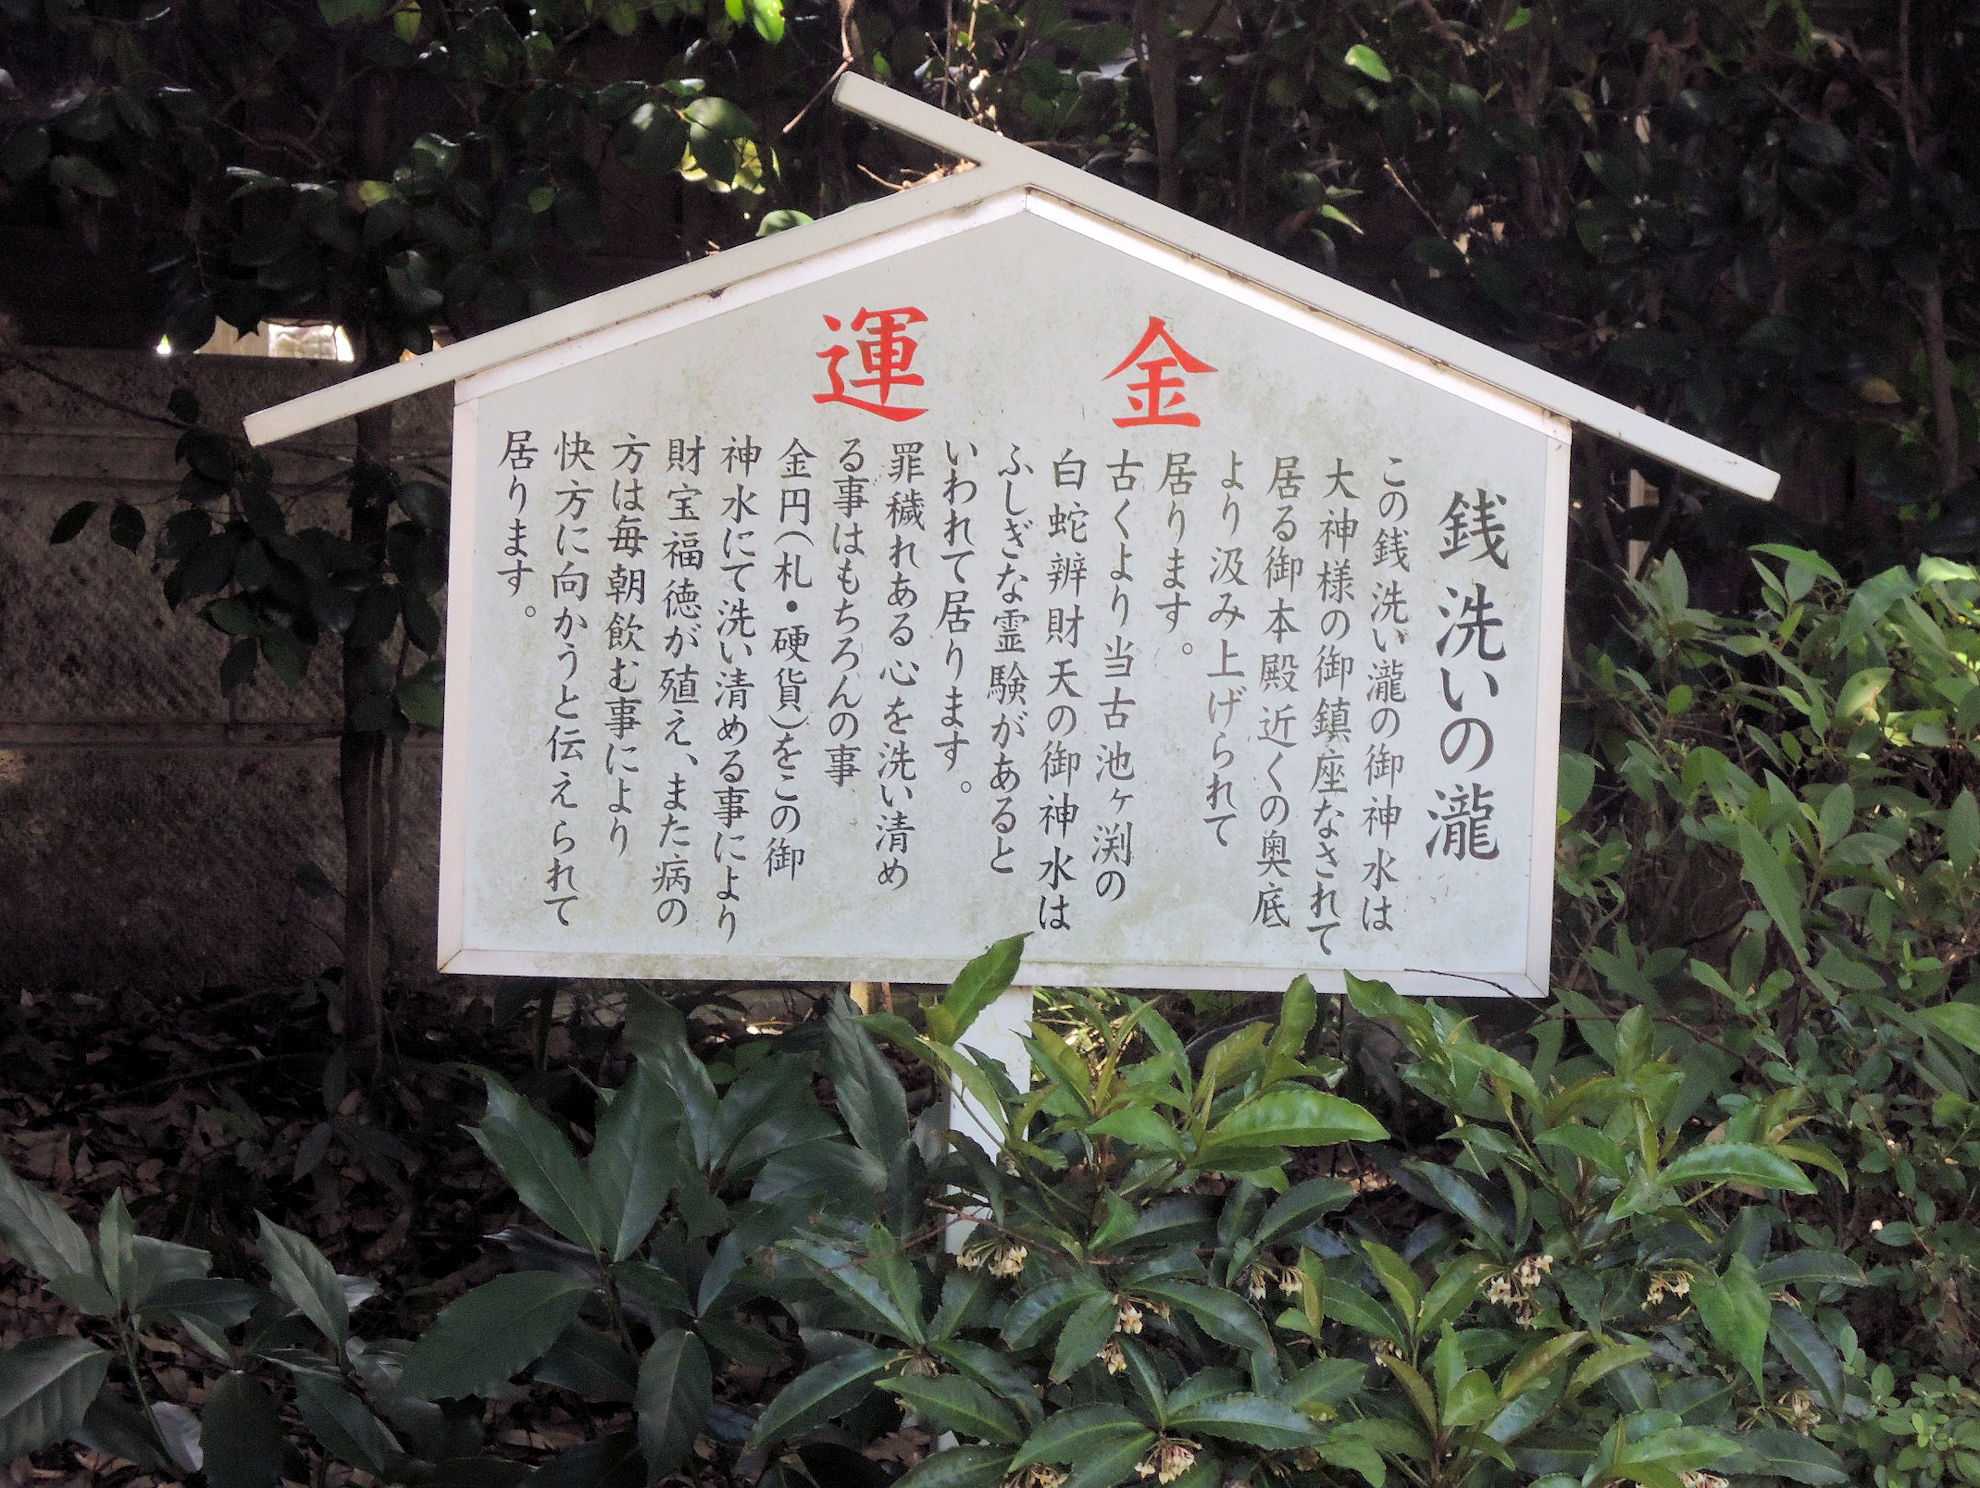 金運
銭洗いの瀧
この銭洗い瀧の御神水は
大神様の御鎮座なされて
居る御本殿近くの奥底
より汲み上げられて
居ります。
古くより当古池ヶ渕の
白蛇辨財天の御神水は
ふしぎな霊験があると
いわれて居ります。
罪穢れある心を洗い清め
る事はもちろんの事
金円(札・硬貨)をこの御
神水にて洗い清める事により
財宝福徳が殖え、また病の
方は毎朝飲む事により
快方に向かうと伝えられて
居ります。